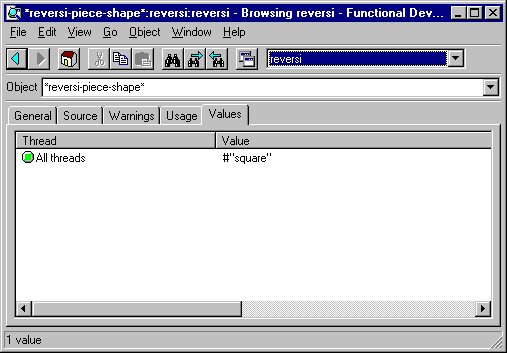 *reversi-piece-shape*:reversi:reversi - Browsing reversi - Functional Dev...
File Edit View Go Object Window Help
reversi
Object *reversi-piece-shape*
General Source Warnings Usage Values
Thread Value
All threads #"square"
1 value